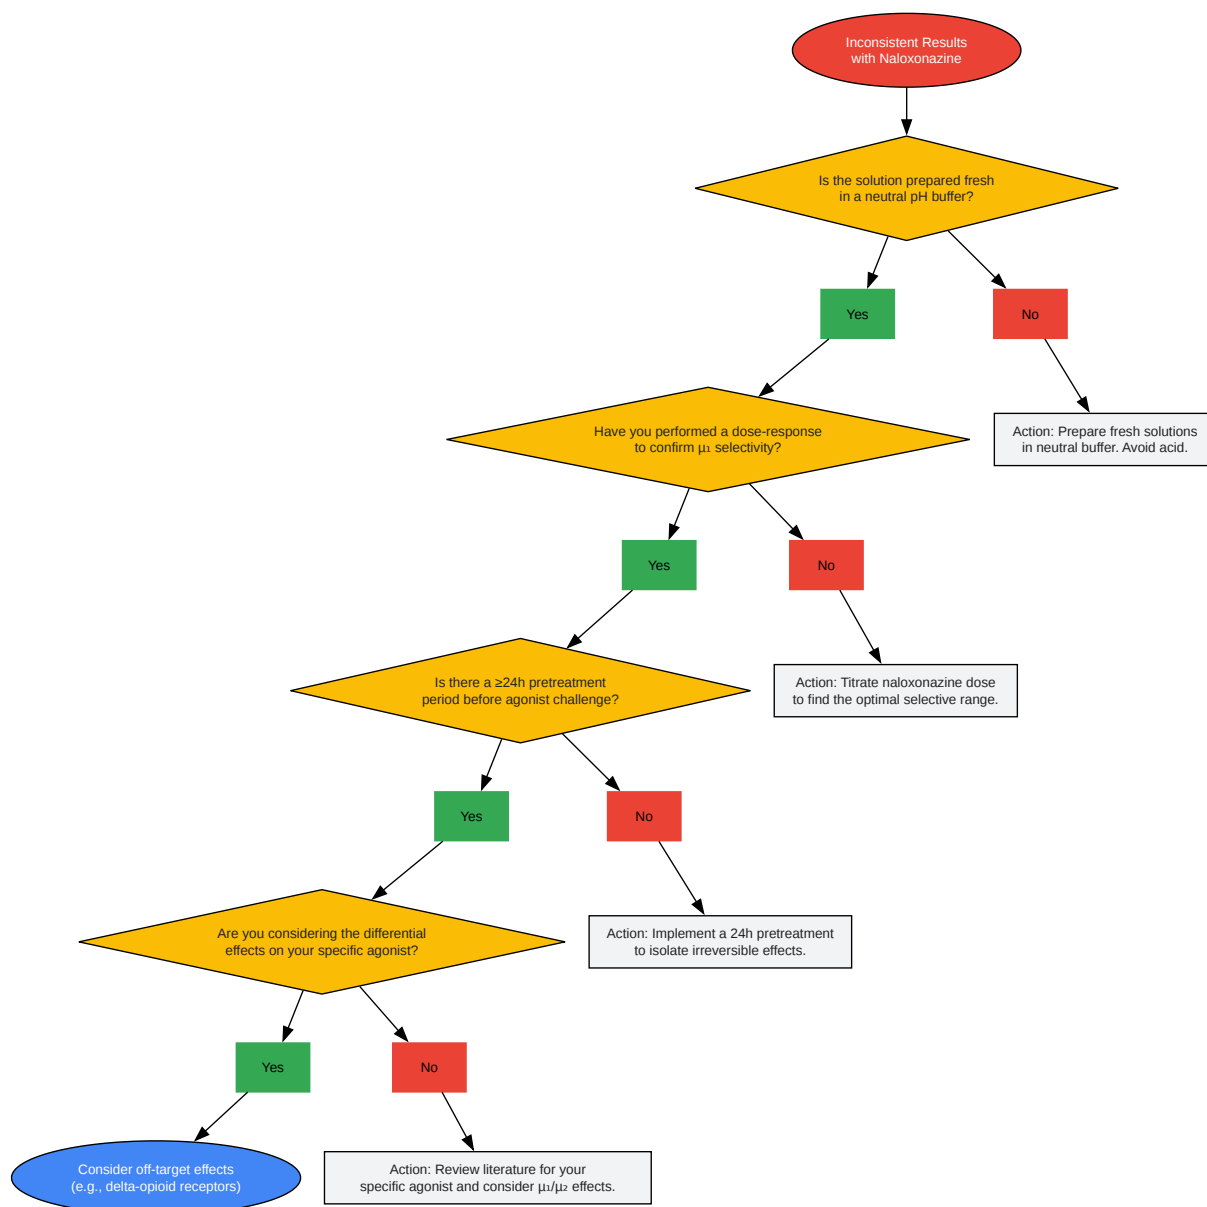 Inconsistent Results
with Naloxonazine
Is the solution prepared fresh
in a neutral pH buffer?
Yes
No
Action: Prepare fresh solutions
in neutral buffer. Avoid acid.
Have you performed a dose-response
to confirm μ₁ selectivity?
Yes
No
Action: Titrate naloxonazine dose
to find the optimal selective range.
Is there a ≥24h pretreatment
period before agonist challenge?
Yes
No
Action: Implement a 24h pretreatment
to isolate irreversible effects.
Are you considering the differential
effects on your specific agonist?
Yes
No
Consider off-target effects
(e.g., delta-opioid receptors)
Action: Review literature for your
specific agonist and consider μ₁/μ₂ effects.